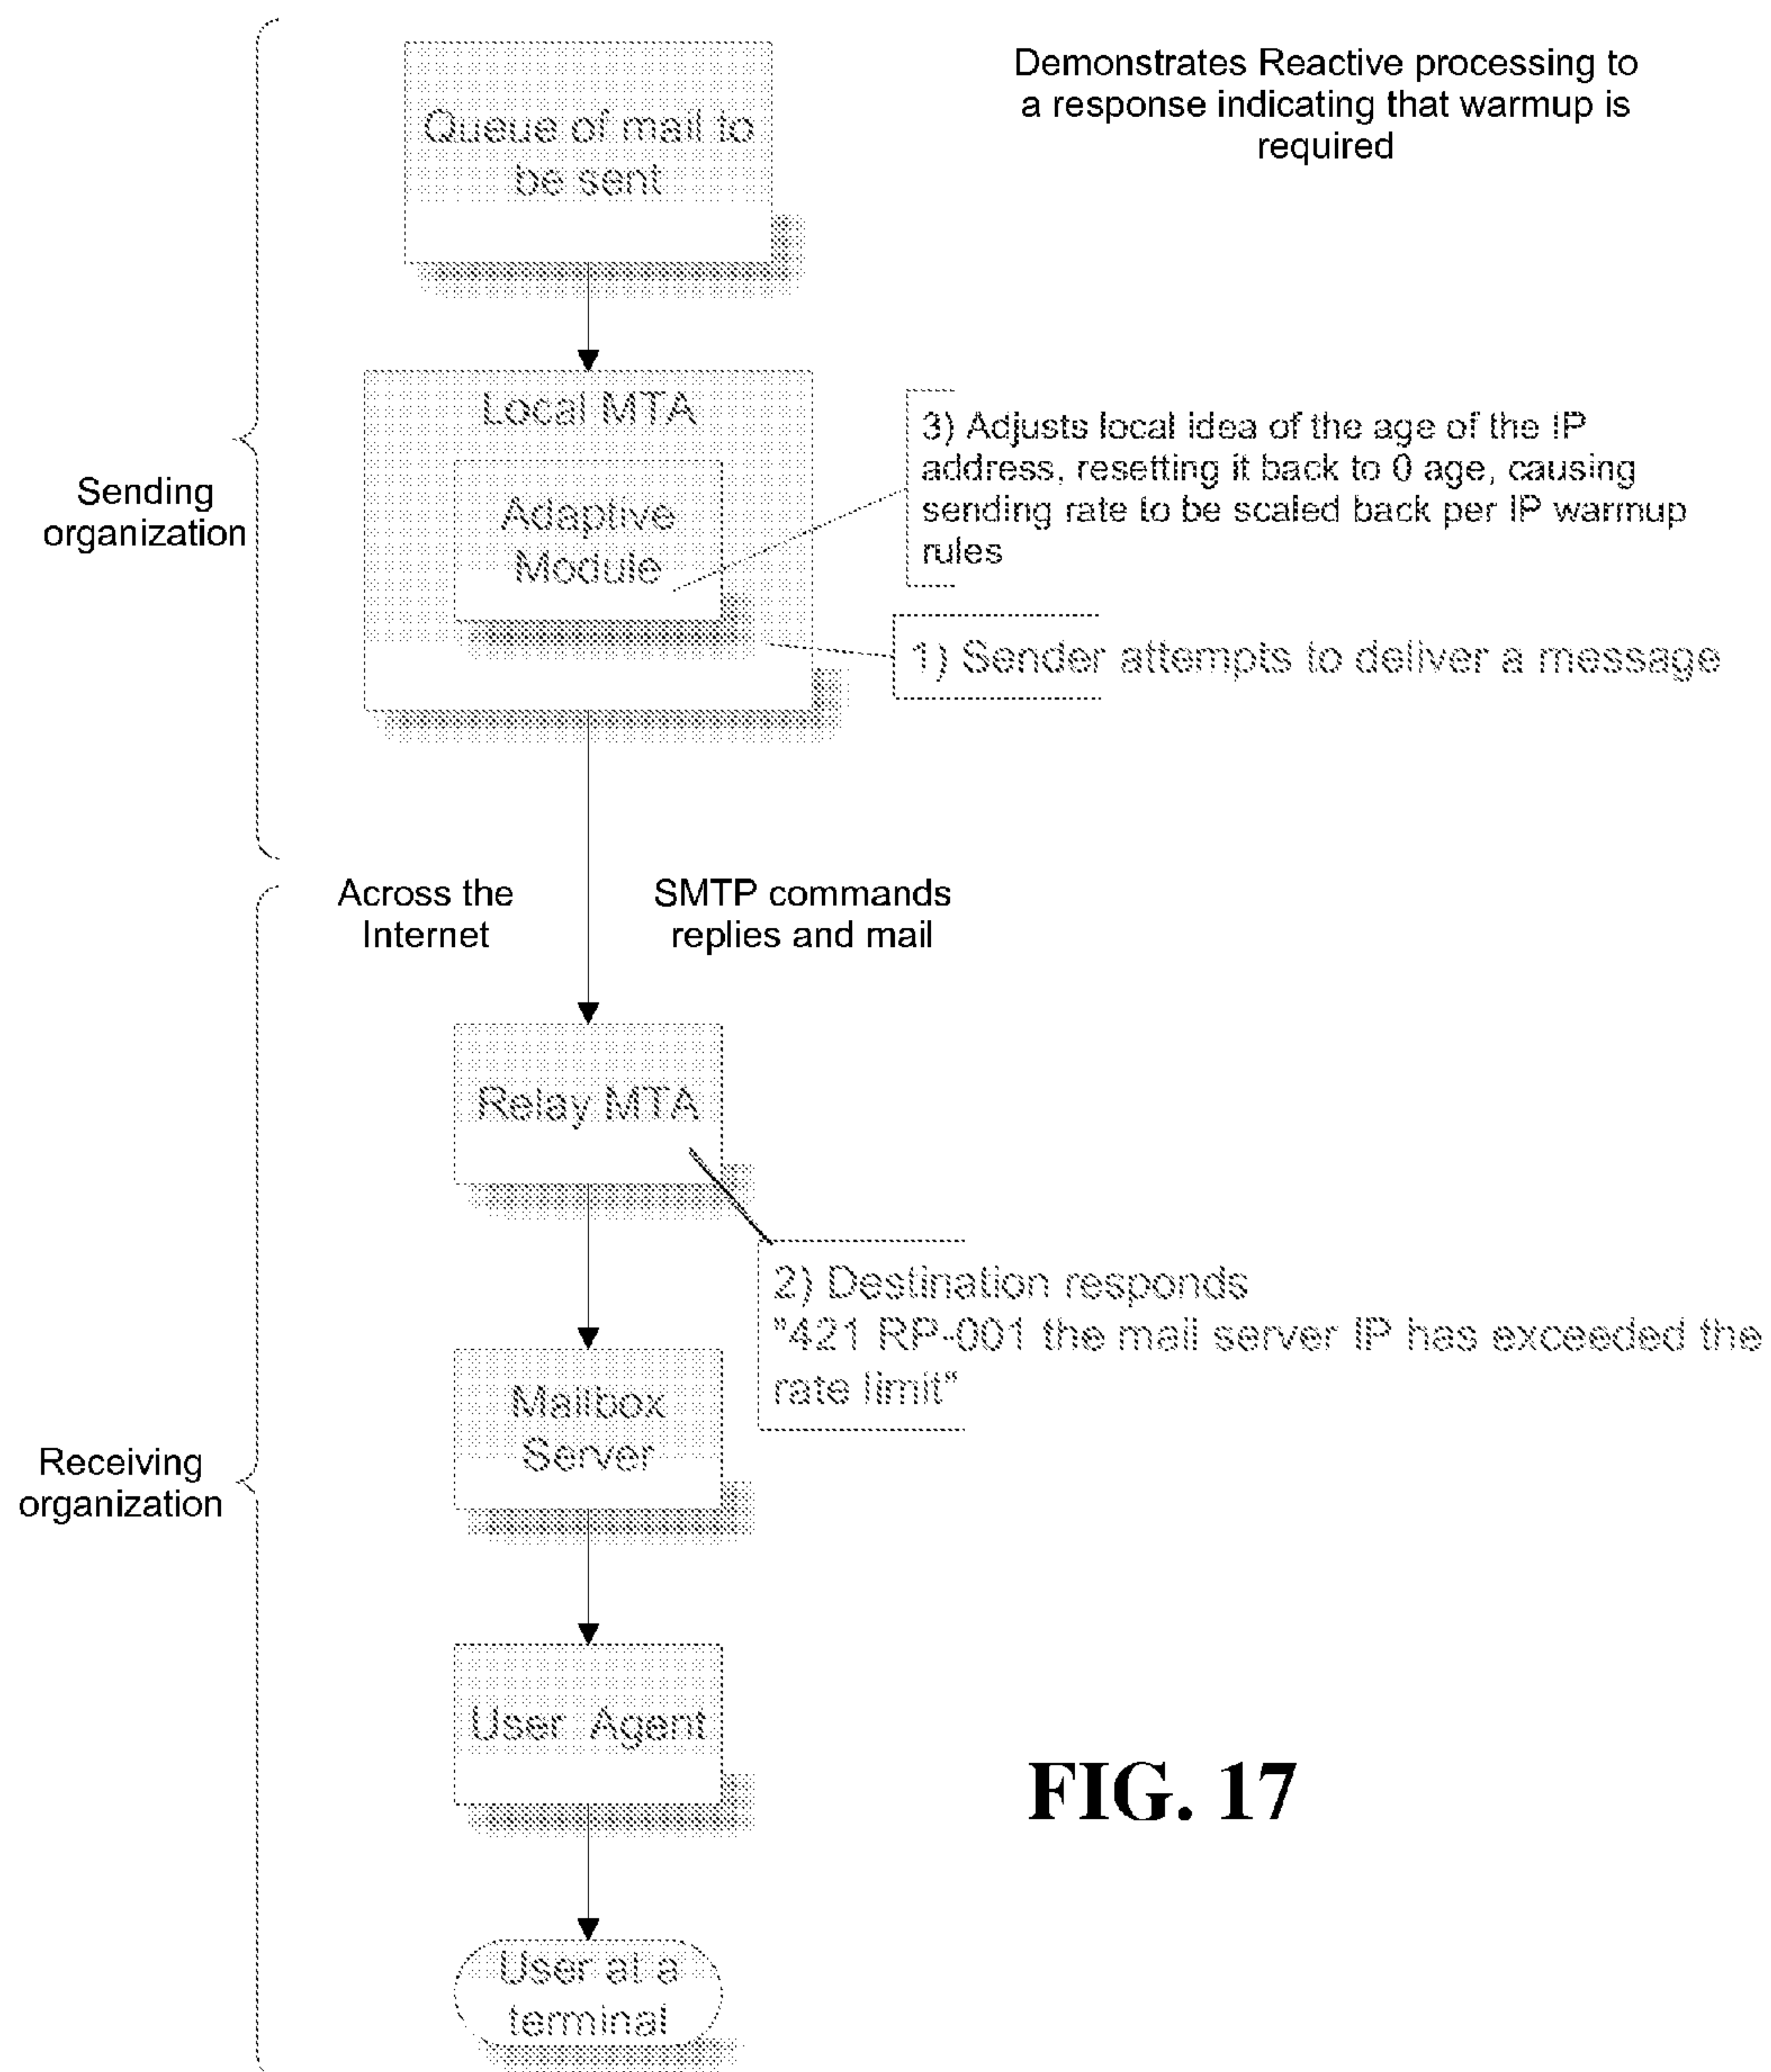 Demonstrates Reactive processing to
a response indicating that warmup is
required
Queue of mail to
be sent
Local MTA
Adaptive
Module
3) Adjusts local idea of the age of the IP
address, resetting it back to 0 age, causing
sending rate to be scaled back per IP warmup
rules
Sending
organization
1) Sender attempts to deliver a message
Across the
Internet
SMTP commands
replies and mail
Relay MTA
2) Destination responds
"421 RP-001 the mail server IP has exceeded the
rate limit"
Mailbox
Server
Receiving
organization
User Agent
User at a
terminal
FIG. 17